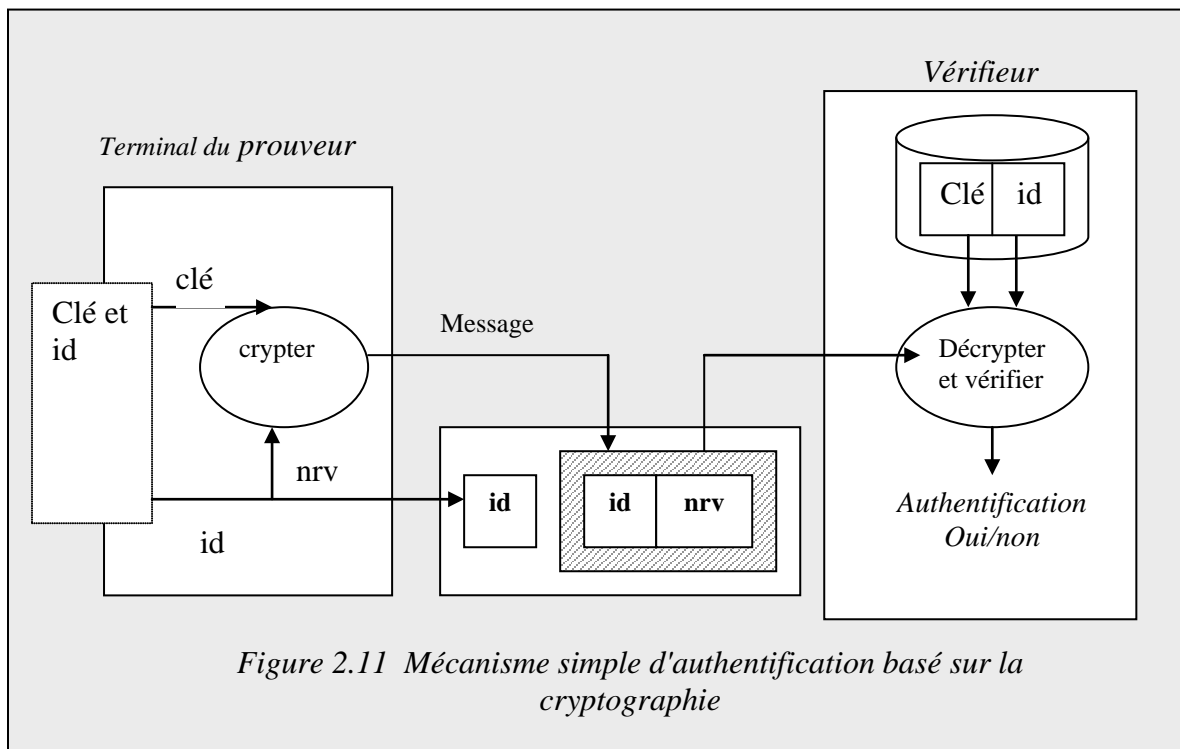 Vérifieur
Terminal du prouveur
Clé id
clé
Clé et
id
Message
crypter
Décrypter
et vérifier
nrv
id
id nrv
Authentification
Oui/non
id
Figure 2.11 Mécanisme simple d'authentification basé sur la
cryptographie